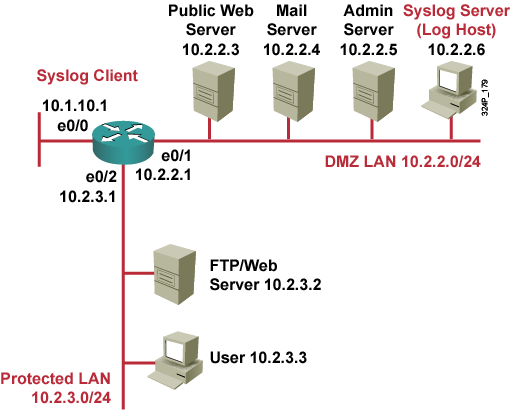 Public Web
Server
10.2.2.3
Mail
Server
10.2.2.4
Admin
Server
10.2.2.5
Syslog Server
(Log Host)
10.2.2.6
324P_179
Syslog Client
10.1.10.1
e0/0
e0/1
10.2.2.1
e0/2
10.2.3.1
DMZ LAN 10.2.2.0/24
FTP/Web
Server 10.2.3.2
User 10.2.3.3
Protected LAN
10.2.3.0/24